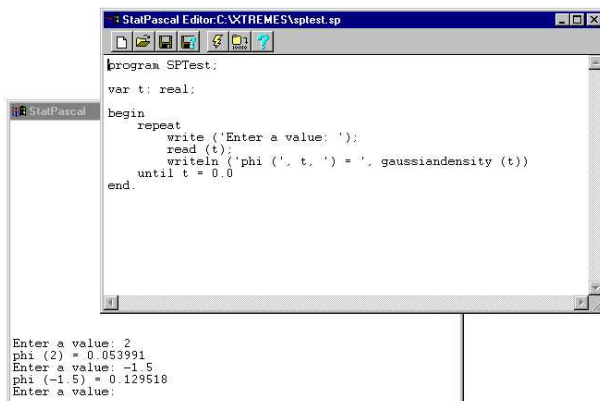 StatPascal Editor:C:\XTREMES\sptest.sp
program SPTest;
var t: real;
begin
repeat
write ('Enter a value: ');
read (t);
writeln ('phi (', t, ') = ', gaussiandensity (t))
until t = 0.0
end.
StatPascal
Enter a value: 2
phi (2) = 0.053991
Enter a value: -1.5
phi (-1.5) = 0.129518
Enter a value: